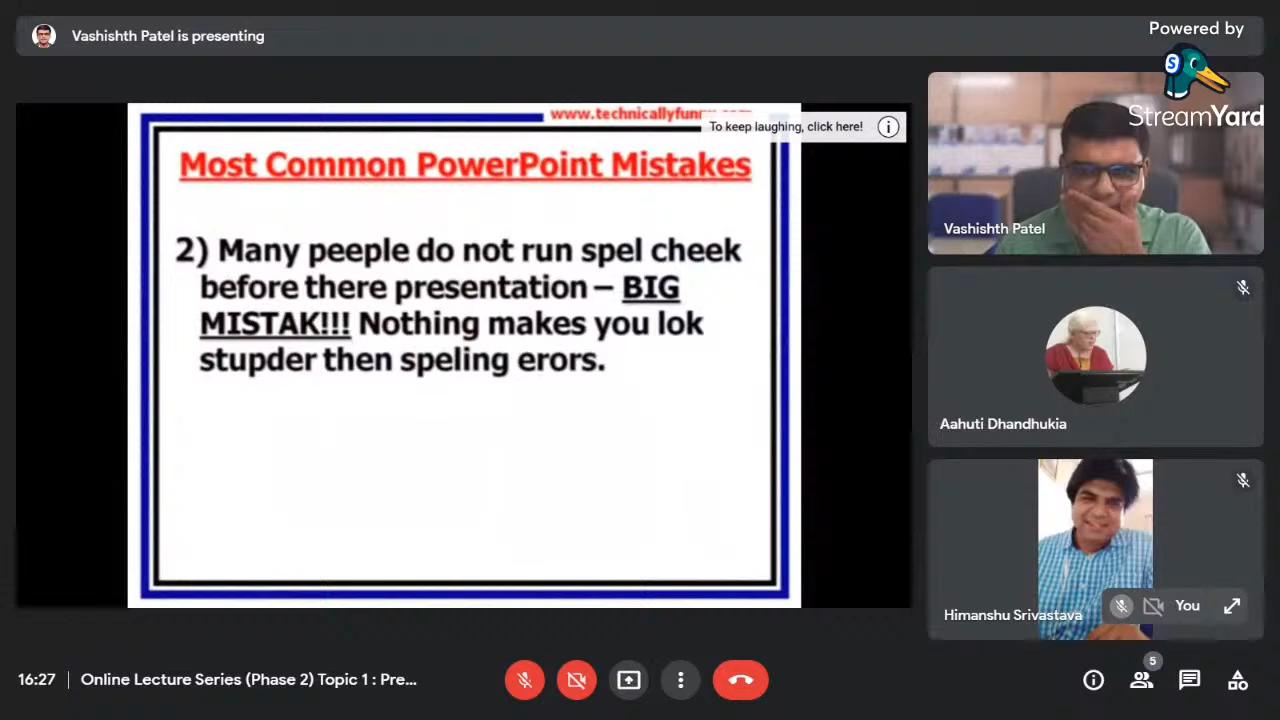 Vashishth Patel is presenting
Powered by
StreamYard
To keep laughing, click here!
Most Common PowerPoint Mistakes
2) Many peeple do not run spel cheek
before there presentation – BIG
MISTAK!!! Nothing makes you lok
stupder then speling erors.
Vashishth Patel
Aahuti Dhandhukia
Himanshu Srivastava
You
16:27
Online Lecture Series (Phase 2) Topic 1 : Pre...
5